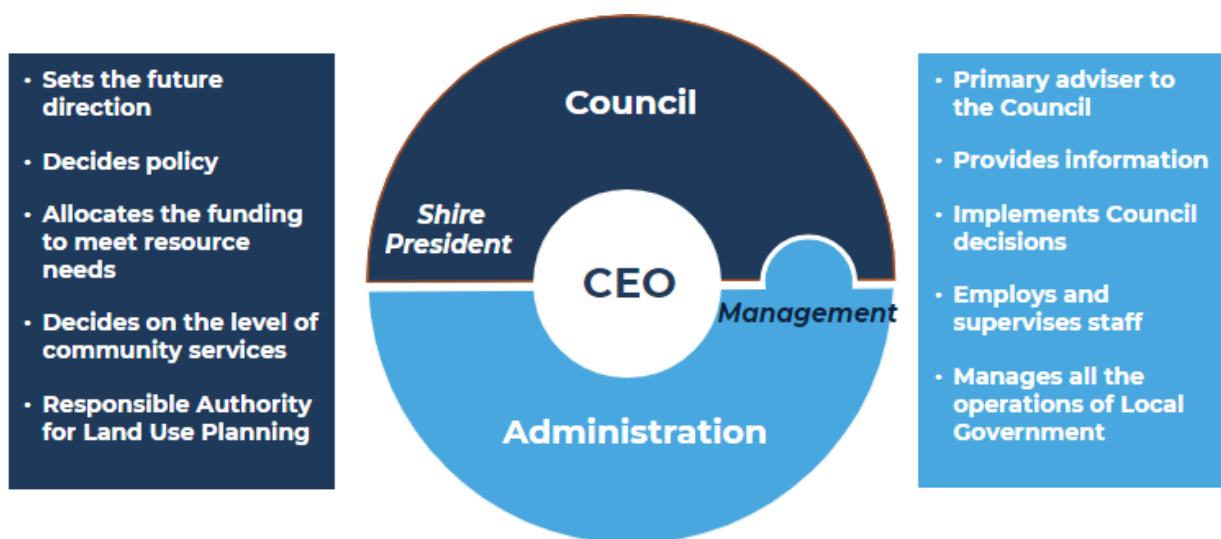 • Sets the future
direction
• Decides policy
• Allocates the funding
to meet resource
needs
• Decides on the level of
community services
• Responsible Authority
for Land Use Planning
Council
Shire
President
CEO
Management
Administration
• Primary adviser to
the Council
• Provides information
• Implements Council
decisions
• Employs and
supervises staff
• Manages all the
operations of Local
Government